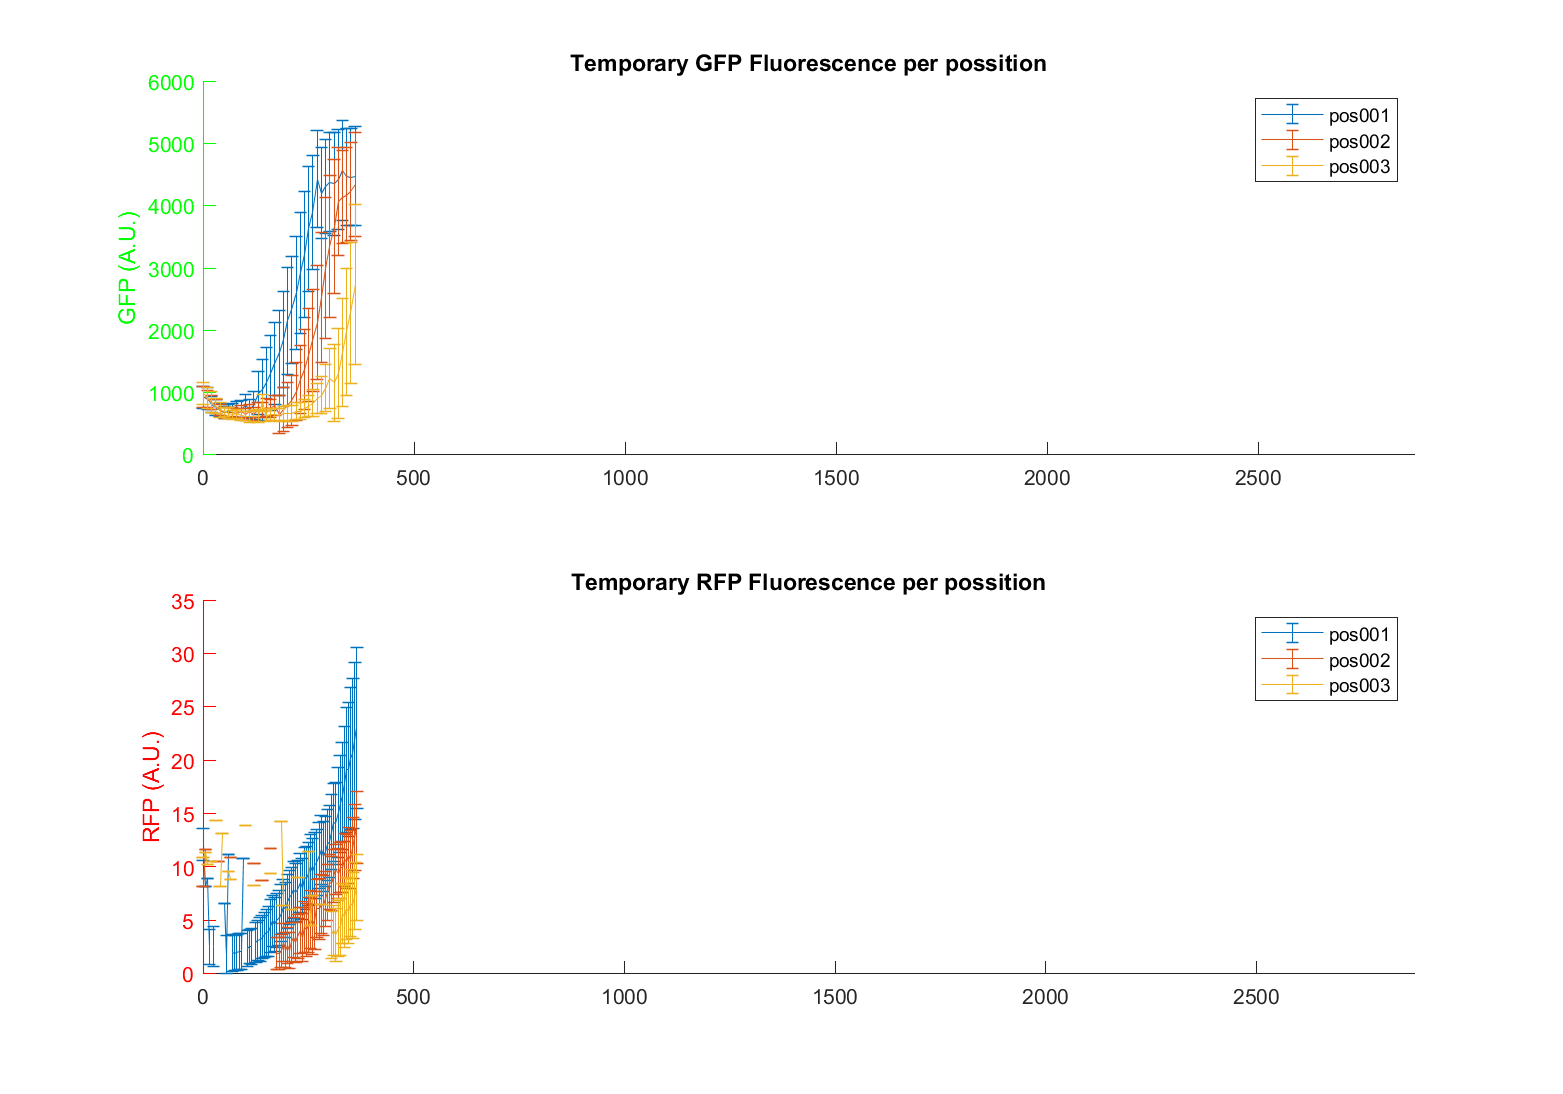 Temporary GFP Fluorescence per possition
6000
5000
4000
3000
2000
1000
0
GFP (A.U.)
pos001
pos002
pos003
0 500 1000 1500 2000 2500
Temporary RFP Fluorescence per possition
35
30
25
20
15
10
5
0
RFP (A.U.)
pos001
pos002
pos003
0 500 1000 1500 2000 2500